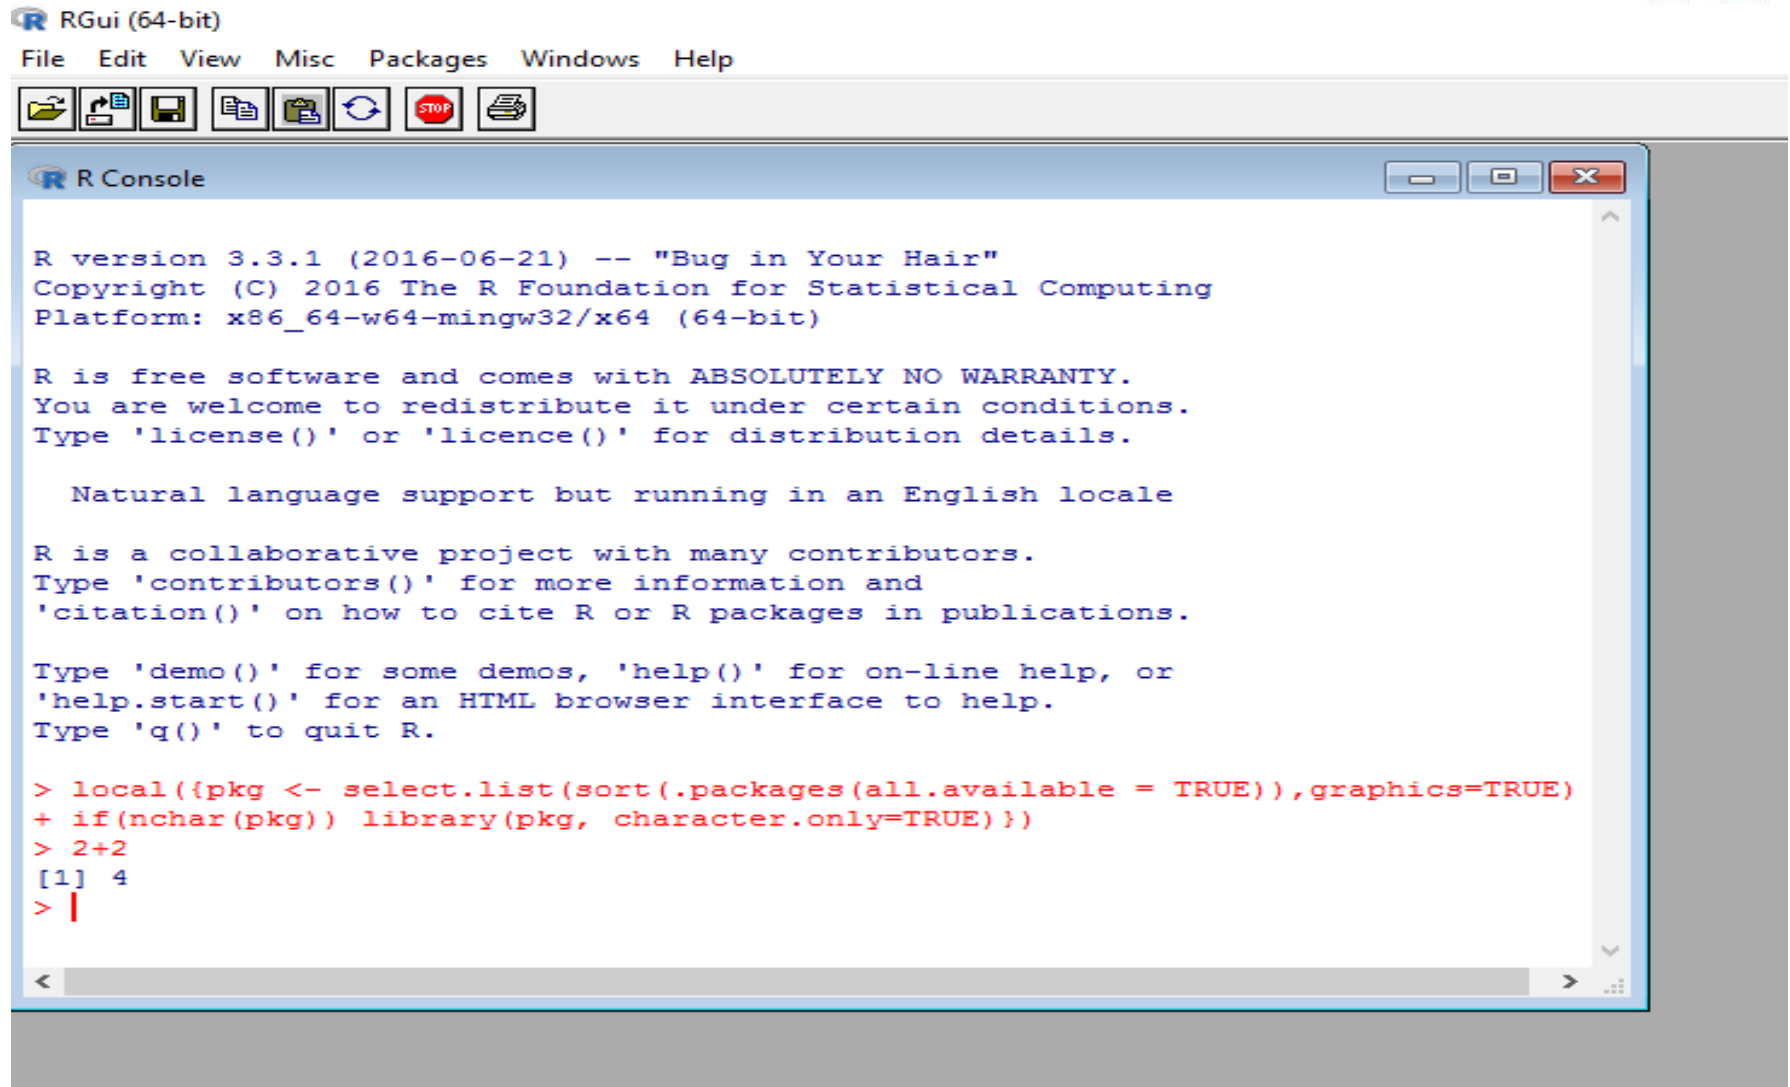 RGui (64-bit)
File Edit View Misc Packages Windows Help
STOP
R Console
R version 3.3.1 (2016-06-21) -- "Bug in Your Hair"
Copyright (C) 2016 The R Foundation for Statistical Computing
Platform: x86_64-w64-mingw32/x64 (64-bit)
R is free software and comes with ABSOLUTELY NO WARRANTY.
You are welcome to redistribute it under certain conditions.
Type 'license()' or 'licence()' for distribution details.
Natural language support but running in an English locale
R is a collaborative project with many contributors.
Type 'contributors()' for more information and
'citation()' on how to cite R or R packages in publications.
Type 'demo()' for some demos, 'help()' for on-line help, or
'help.start()' for an HTML browser interface to help.
Type 'q()' to quit R.
> local({pkg <- select.list(sort(.packages(all.available = TRUE)),graphics=TRUE)
+ if(nchar(pkg)) library(pkg, character.only=TRUE)})
> 2+2
[1] 4
>